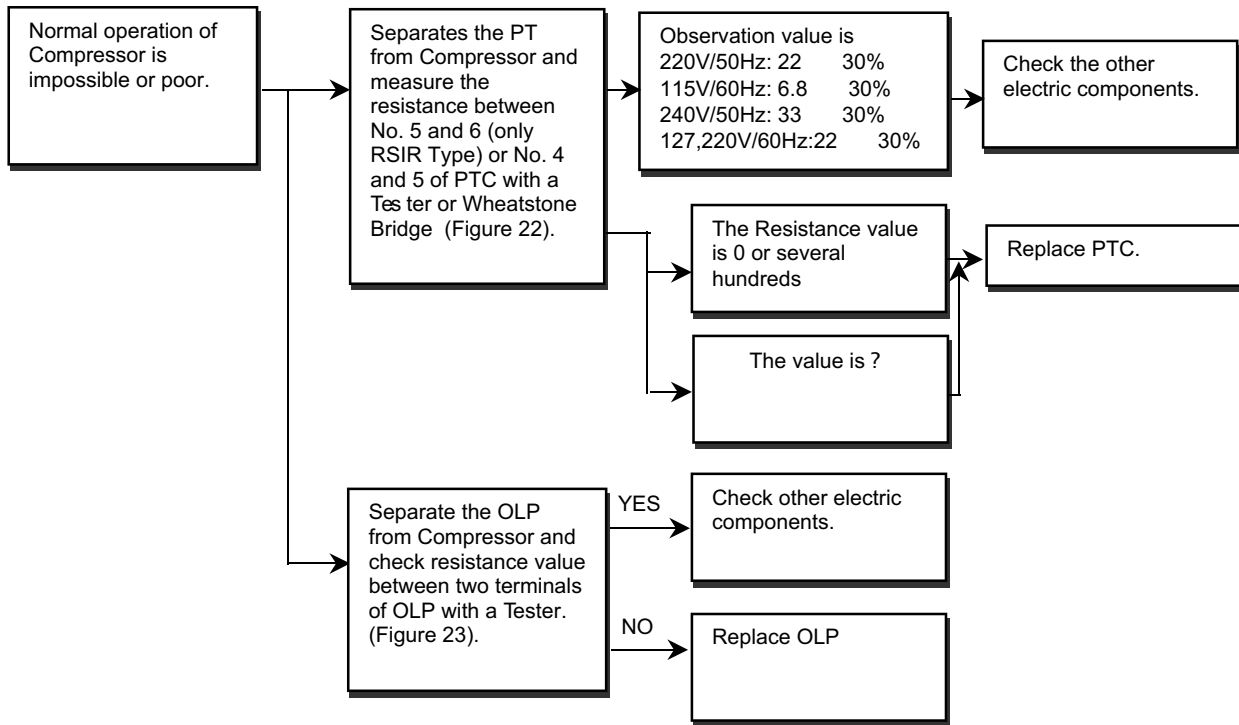 Normal operation of
Compressor is
impossible or poor.
Separates the PT
from Compressor and
measure the
resistance between
No. 5 and 6 (only
RSIR Type) or No. 4
and 5 of PTC with a
Tes ter or Wheatstone
Bridge (Figure 22).
Observation value is
220V/50Hz: 22 30%
115V/60Hz: 6.8 30%
240V/50Hz: 33 30%
127,220V/60Hz:22 30%
Check the other
electric components.
The Resistance value
is 0 or several
hundreds
Replace PTC.
The value is ?
Separate the OLP
from Compressor and
check resistance value
between two terminals
of OLP with a Tester.
(Figure 23).
YES
Check other electric
components.
NO
Replace OLP